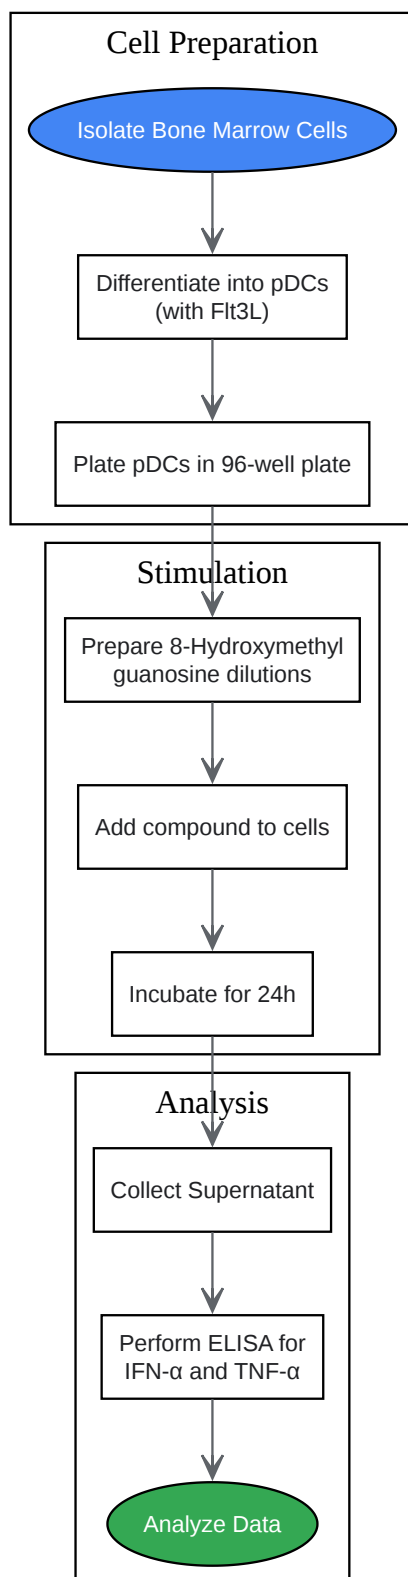 Cell Preparation
Isolate Bone Marrow Cells
Differentiate into pDCs
(with Flt3L)
Plate pDCs in 96-well plate
Stimulation
Prepare 8-Hydroxymethyl
guanosine dilutions
Add compound to cells
Incubate for 24h
Analysis
Collect Supernatant
Perform ELISA for
IFN-α and TNF-α
Analyze Data